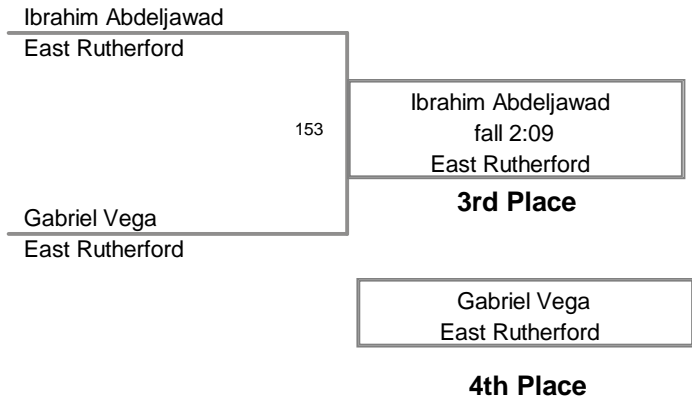 Ibrahim Abdeljawad
East Rutherford
153
Ibrahim Abdeljawad
fall 2:09
East Rutherford
3rd Place
Gabriel Vega
East Rutherford
Gabriel Vega
East Rutherford
4th Place